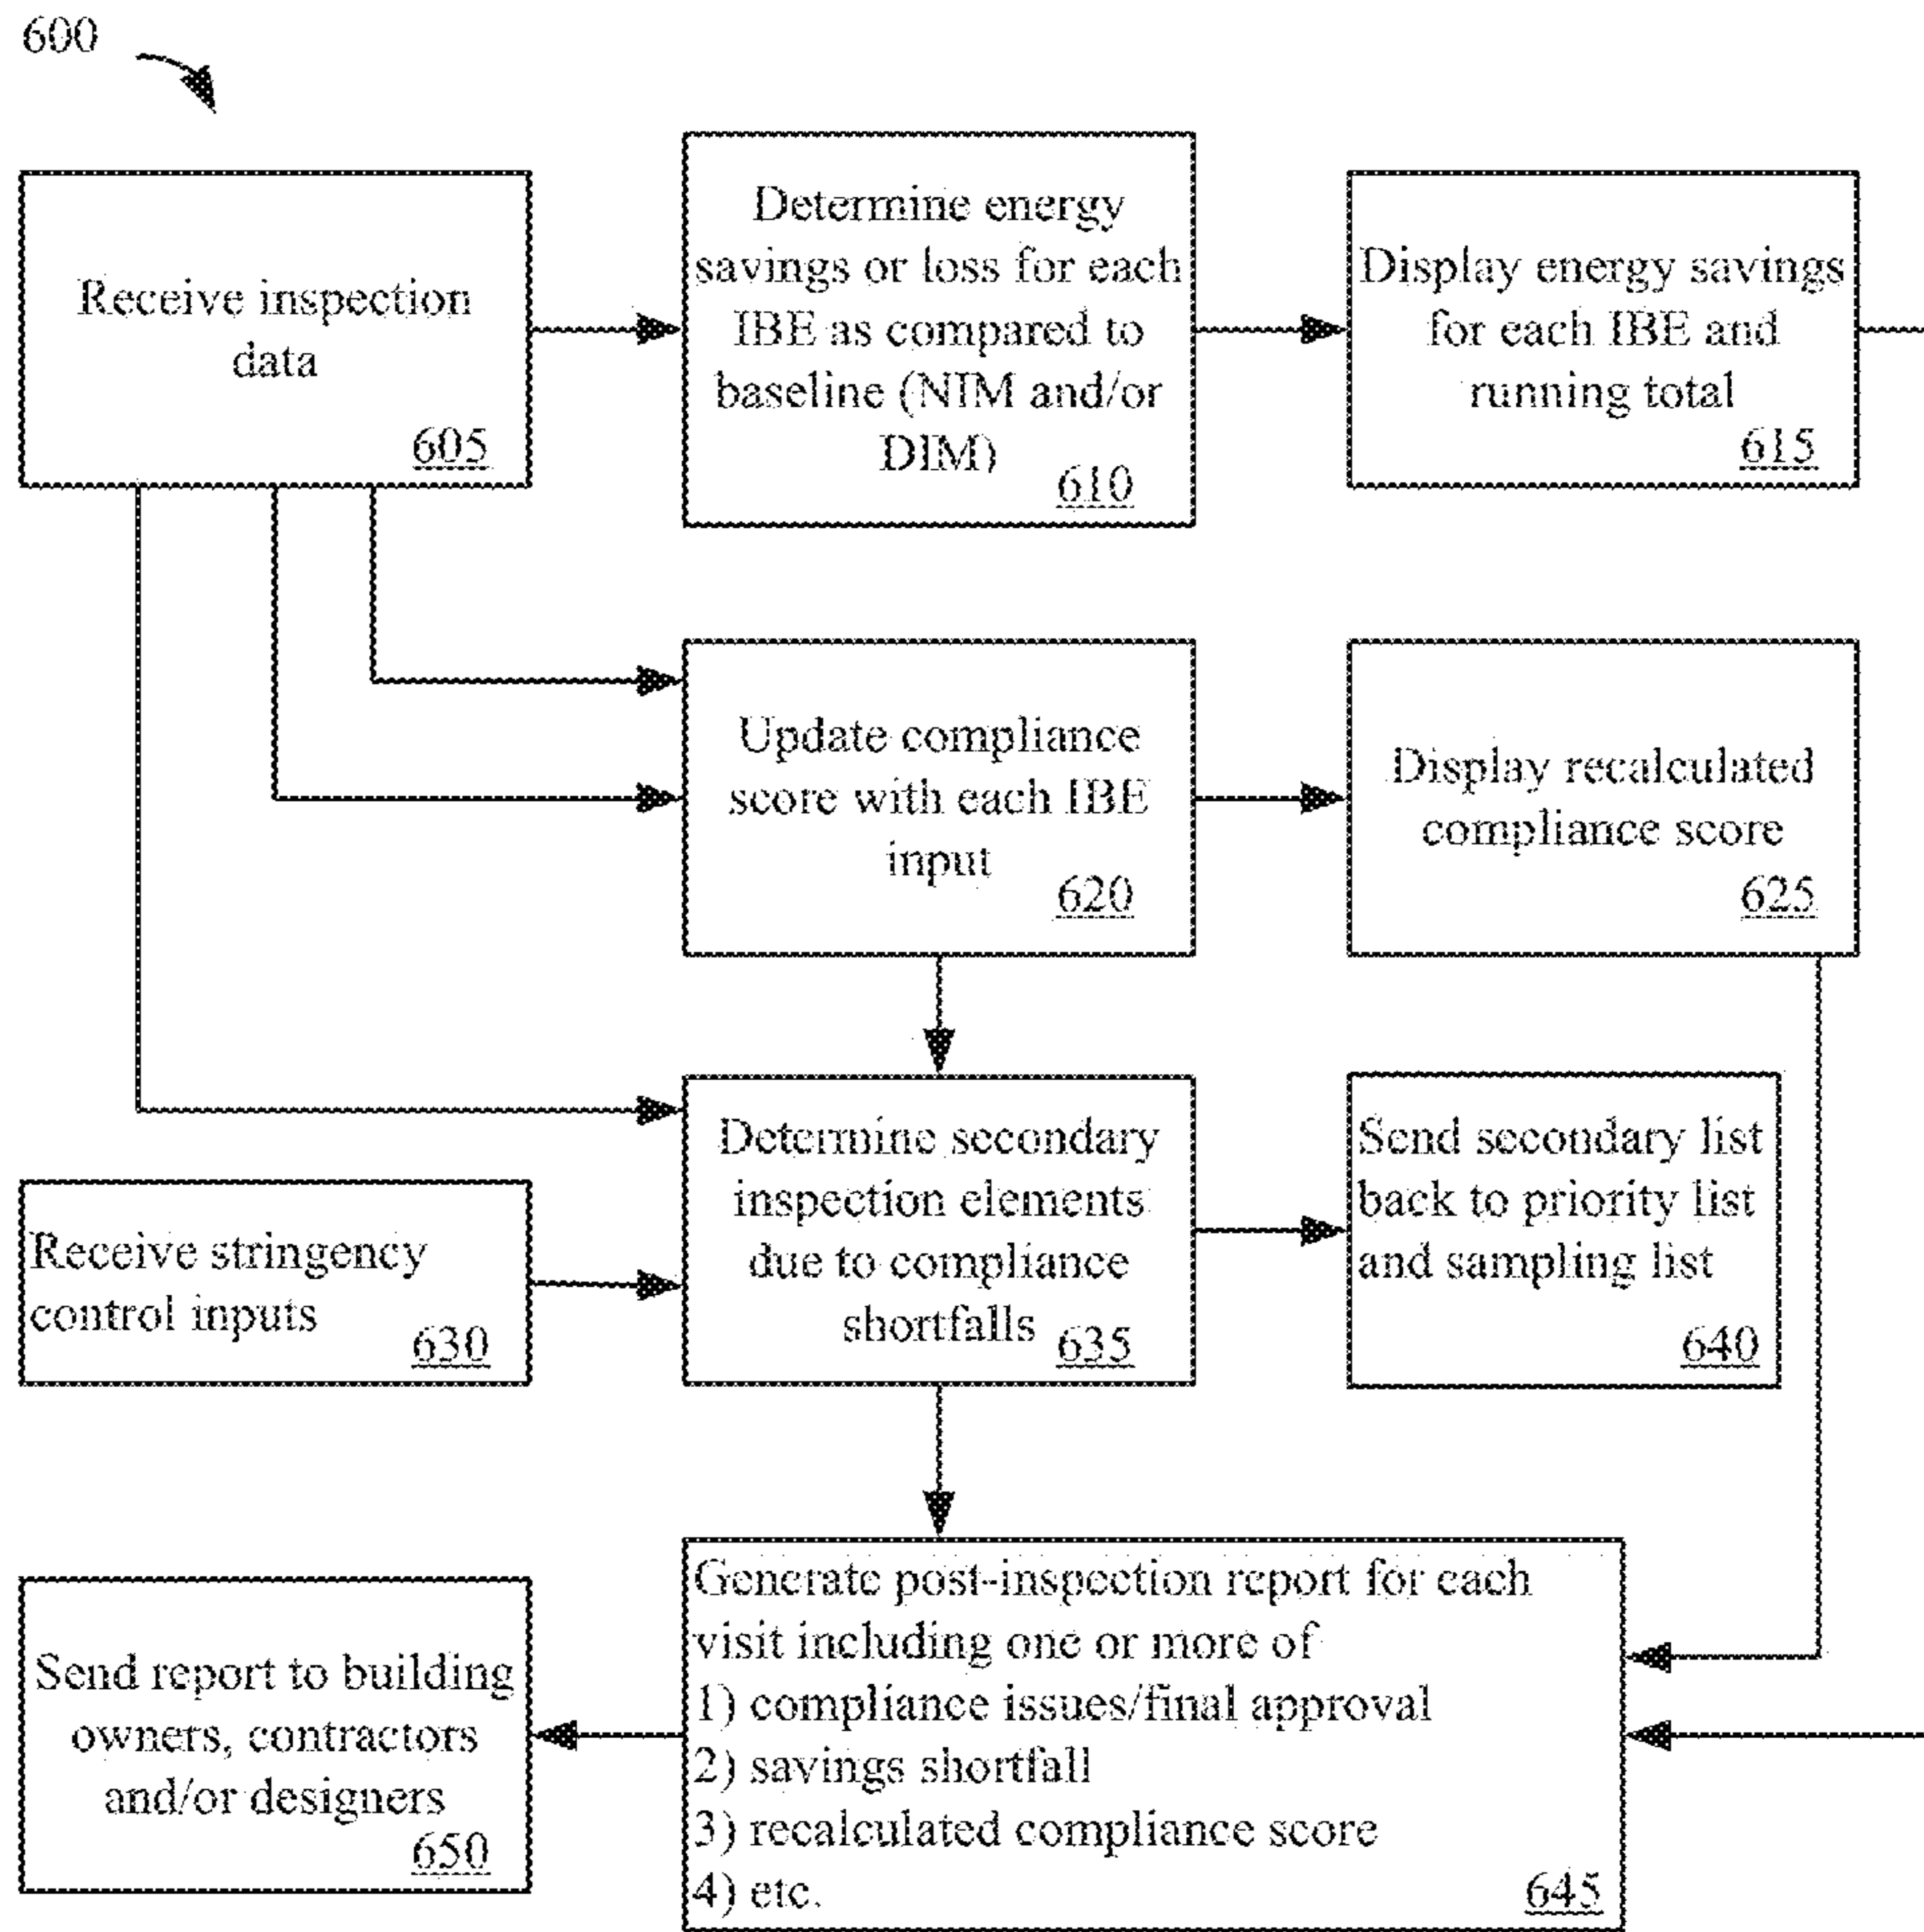 600
Receive inspection
data
605
Determine energy
savings or loss for each
IBE as compared to
baseline (NIM and/or
DIM)
610
Display energy savings
for each IBE and
running total
615
Update compliance
score with each IBE
input
620
Display recalculated
compliance score
625
Receive stringency
control inputs
630
Determine secondary
inspection elements
due to compliance
shortfalls
635
Send secondary list
back to priority list
and sampling list
640
Generate post-inspection report for each
visit including one or more of
1) compliance issues/final approval
2) savings shortfall
3) recalculated compliance score
4) etc.
645
Send report to building
owners, contractors
and/or designers
650